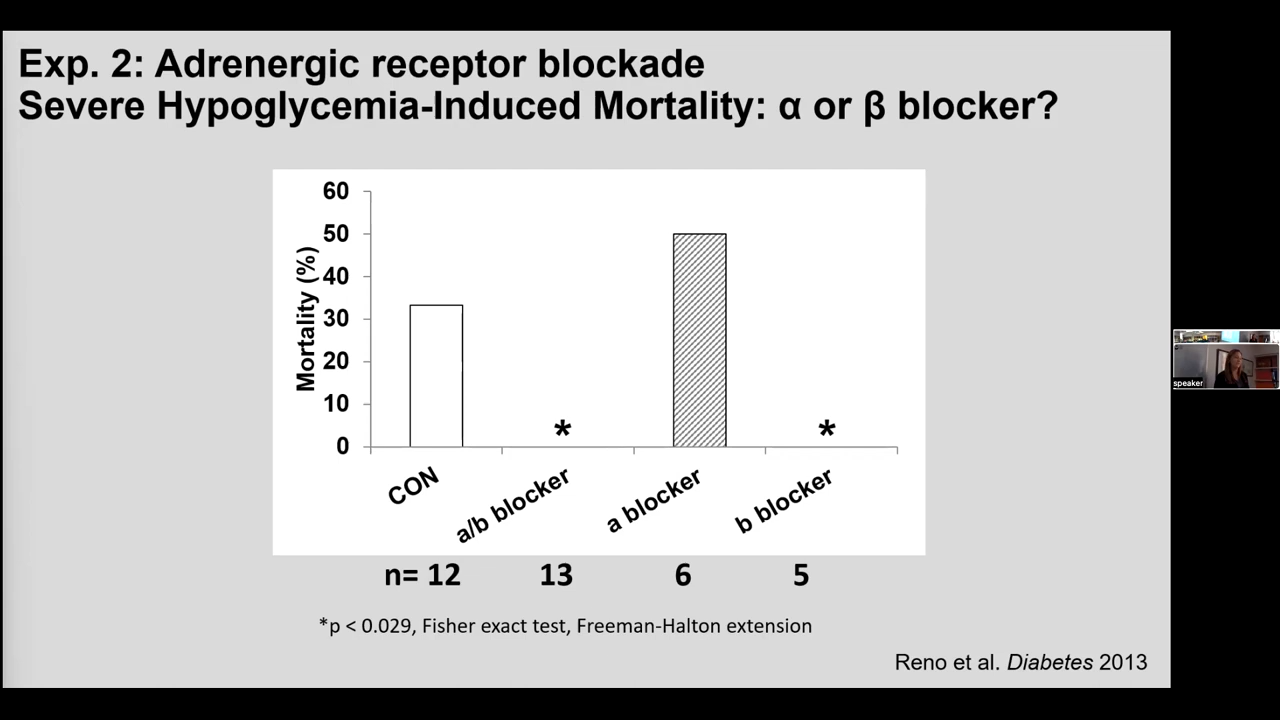 Exp. 2: Adrenergic receptor blockade
Severe Hypoglycemia-Induced Mortality: α or β blocker?
Mortality (%)
60
50
40
30
20
10
0
*
*
CON
a/b blocker
a blocker
b blocker
n= 12 13 6 5
*p < 0.029, Fisher exact test, Freeman-Halton extension
Reno et al. Diabetes 2013
speaker